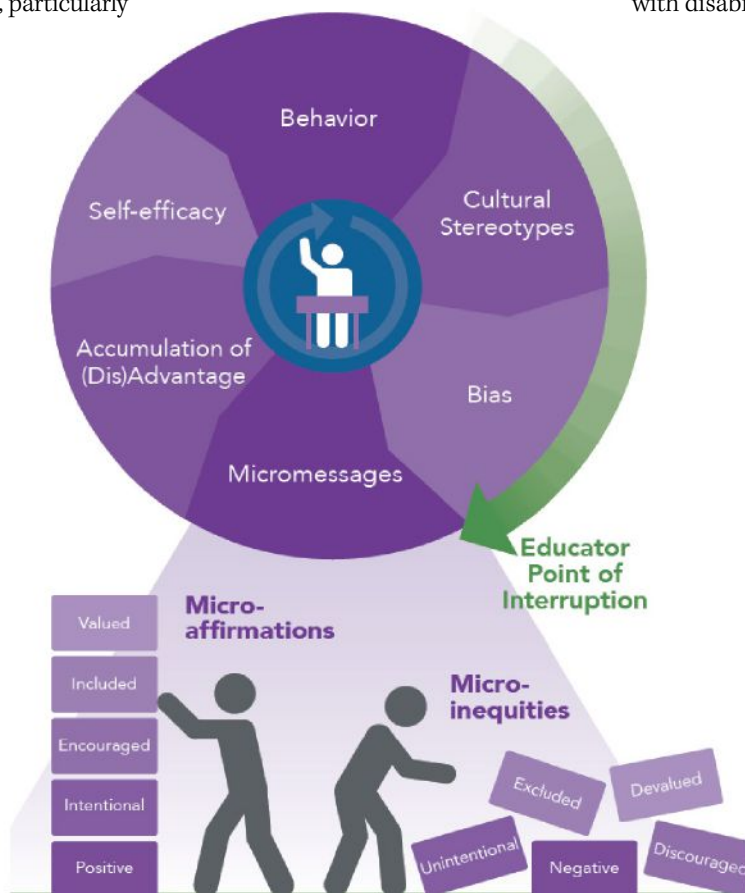 , particularly
with disab
Behavior
Cultural
Stereotypes
Self-efficacy
Accumulation of
(Dis)Advantage
Bias
Micromessages
Educator
Point of
Interruption
Micro-
affirmations
Valued
Included
Encouraged
Intentional
Positive
Micro-
inequities
Excluded
Devalued
Unintentional
Negative
Discouraged